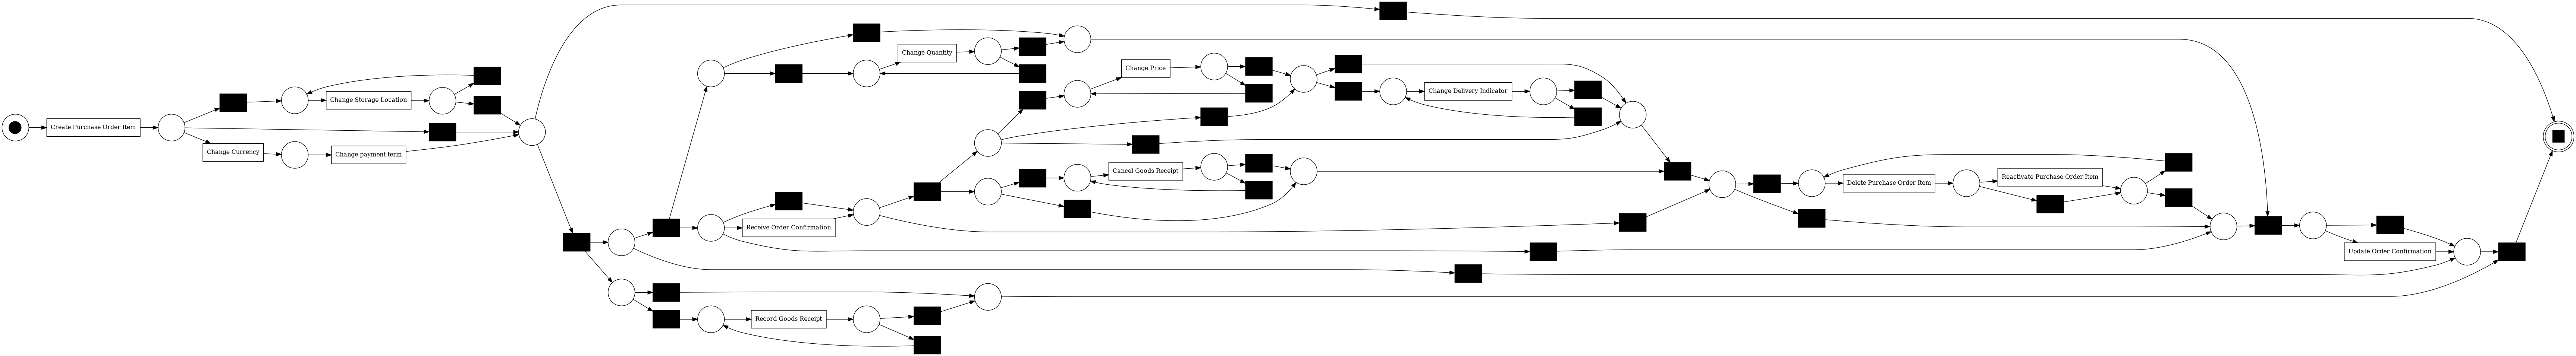 Create Purchase Order Item
Change Storage Location
Change Currency
Change payment term
Change Quantity
Change Price
Change Delivery Indicator
Cancel Goods Receipt
Receive Order Confirmation
Record Goods Receipt
Delete Purchase Order Item
Reactivate Purchase Order Item
Update Order Confirmation